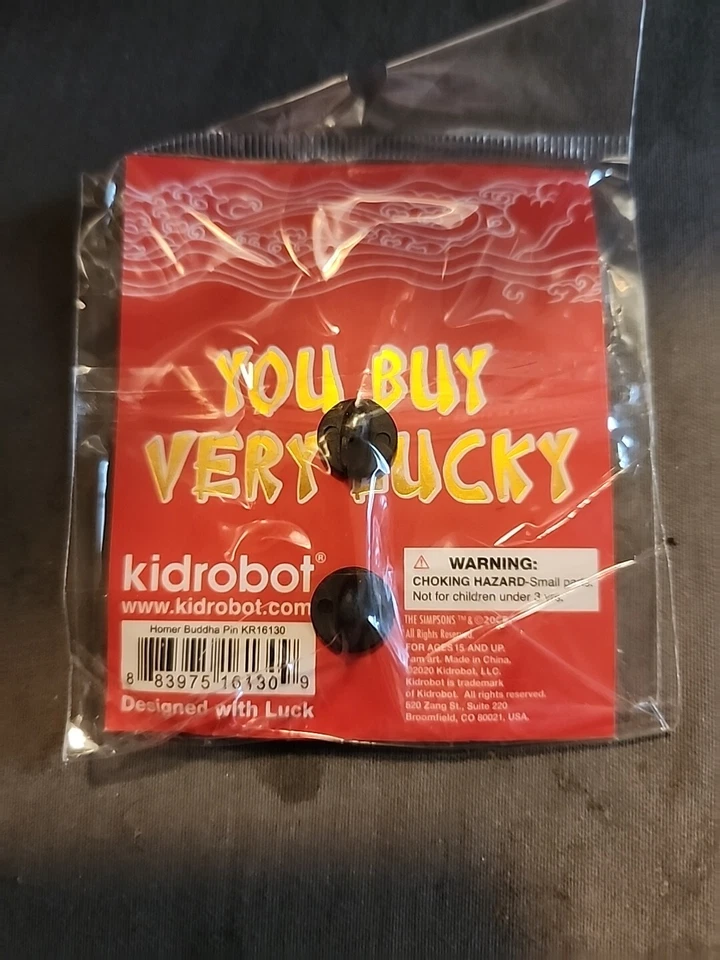 YOU BUY
VERY LUCKY
kidrobot®
www.kidrobot.com
Homer Buddha Pin KR16130
8 83975 16130 9
Designed with Luck
WARNING:
CHOKING HAZARD-Small
Not for children under 3 yrs.
THE SIMPSONS ™ & ©
All Rights Reserved.
FOR AGES 15 AND UP.
art. Made in China.
©2020 Kidrobot, LLC.
Kidrobot is trademark
of Kidrobot. All rights reserved.
Zang St., Suite 220
Broomfield, CO 80021, USA.